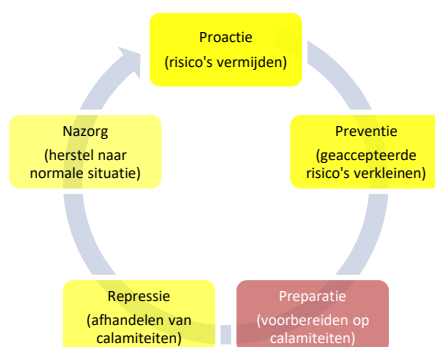 Proactie
(risico's vermijden)
Preventie
(geaccepteerde
risico's verkleinen)
Preparatie
(voorbereiden op
calamiteiten)
Repressie
(afhandelen van
calamiteiten)
Nazorg
(herstel naar
normale situatie)